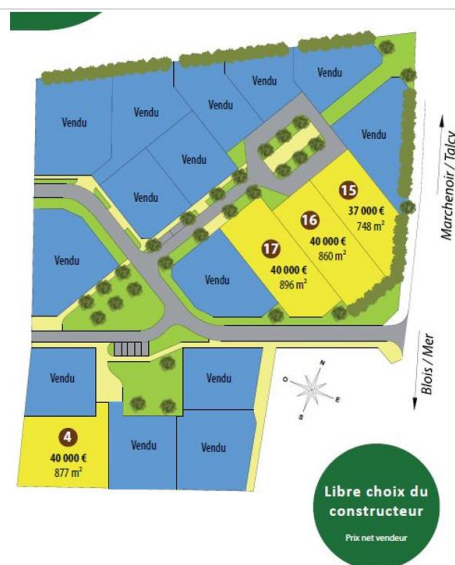 Vendu
Vendu
Vendu
Vendu
Vendu
Vendu
Vendu
Vendu
Vendu
Vendu
15
37 000 €
748 m²
16
40 000 €
860 m²
17
40 000 €
896 m²
Vendu
Marchenoir / Talcy
Blois / Mer
N
O
E
S
Vendu
Vendu
4
40 000 €
877 m²
Vendu
Vendu
Libre choix du
constructeur
Prix net vendeur